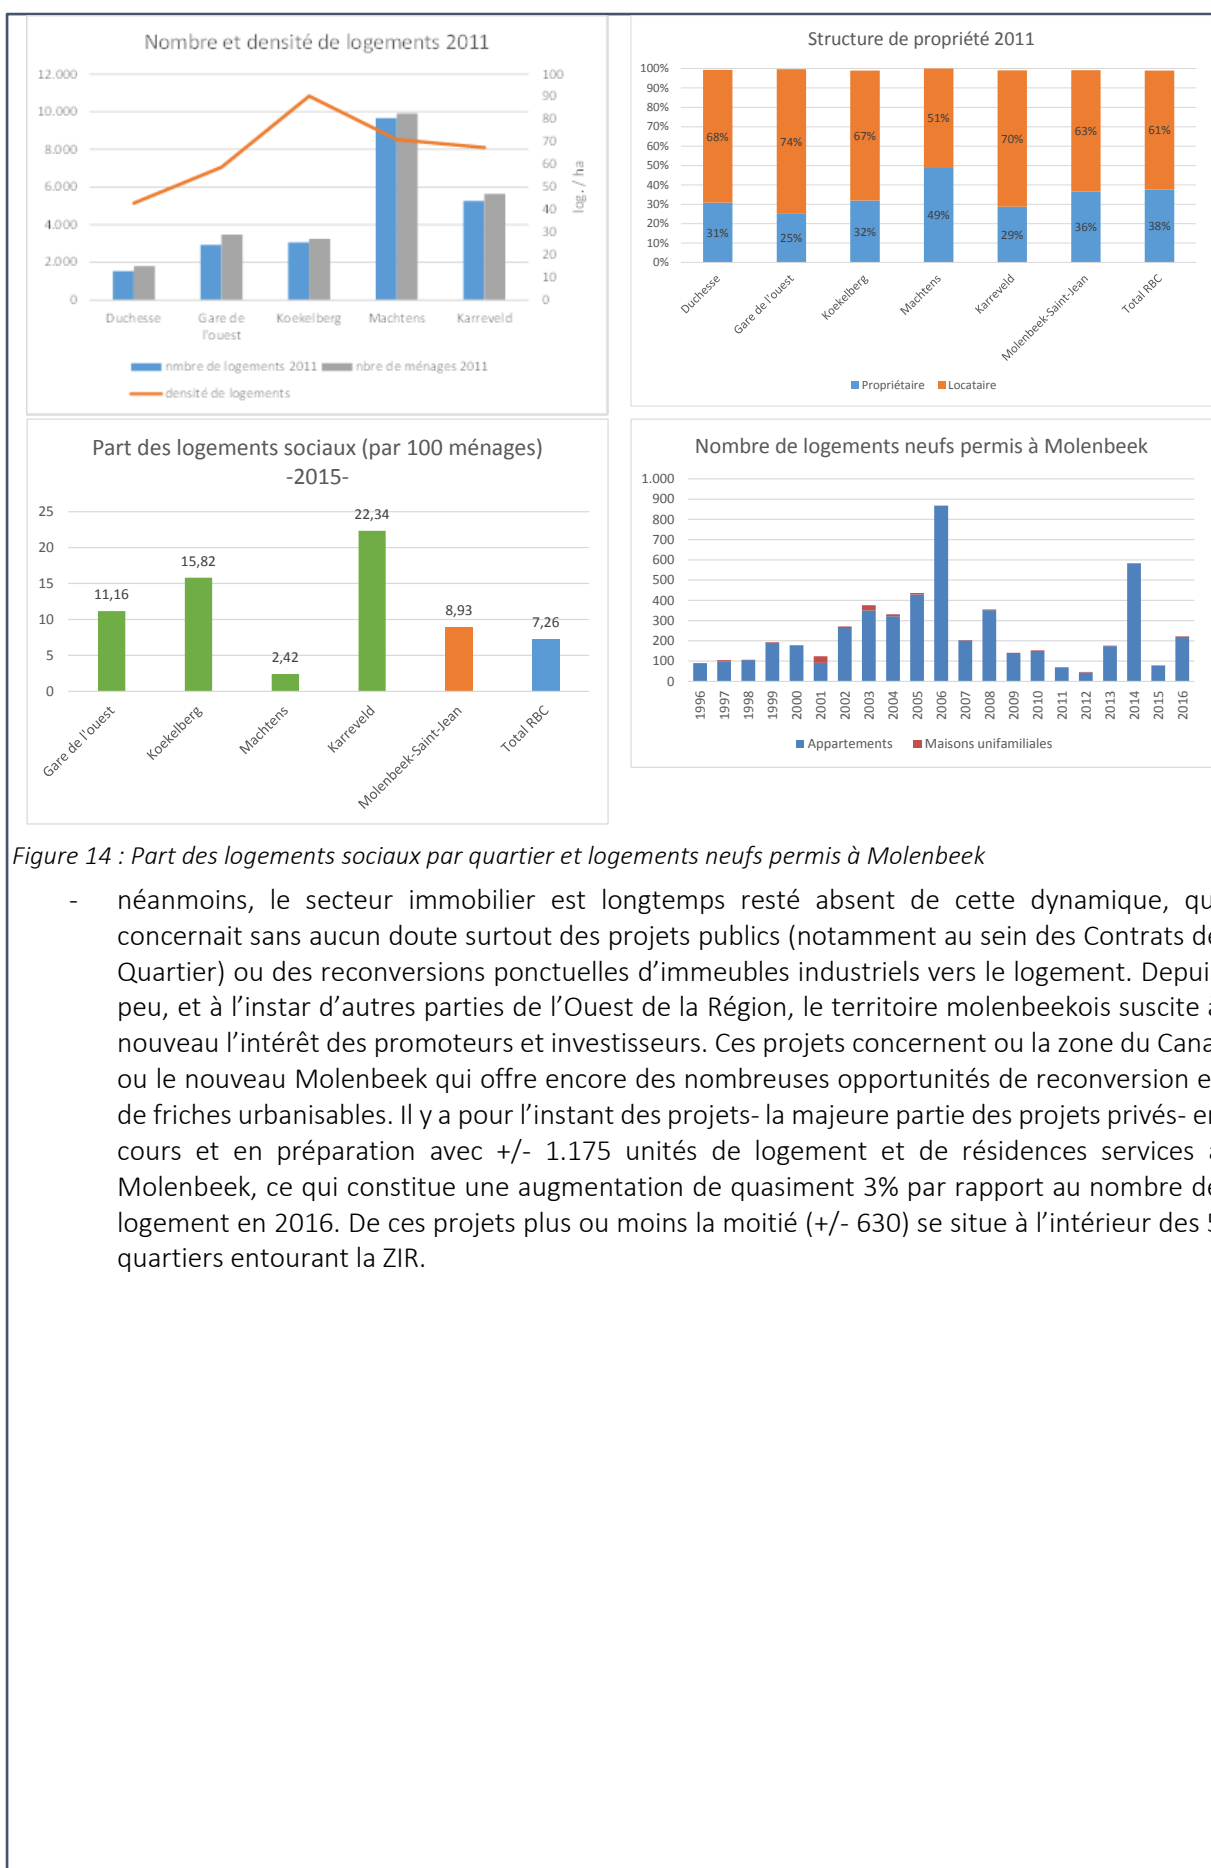 Nombre et densité de logements 2011
12.000
10.000
8.000
6.000
4.000
2.000
0
100
90
80
70
60
50
40
30
20
10
0
log. / ha
Duchesse
Gare de l'ouest
Koekelberg
Machtens
Karreveld
nmbre de logements 2011
nbre de ménages 2011
densité de logements
Structure de propriété 2011
100%
90%
80%
70%
60%
50%
40%
30%
20%
10%
0%
68%
74%
67%
51%
70%
63%
61%
31%
25%
32%
49%
29%
36%
38%
Duchesse
Gare de l'ouest
Koekelberg
Machtens
Karreveld
Molenbeek-Saint-Jean
Total RBC
Propriétaire
Locataire
Part des logements sociaux (par 100 ménages)
-2015-
25
20
15
10
5
0
11,16
15,82
2,42
22,34
8,93
7,26
Gare de l'ouest
Koekelberg
Machtens
Karreveld
Molenbeek-Saint-Jean
Total RBC
Nombre de logements neufs permis à Molenbeek
1.000
900
800
700
600
500
400
300
200
100
0
1996
1997
1998
1999
2000
2001
2002
2003
2004
2005
2006
2007
2008
2009
2010
2011
2012
2013
2014
2015
2016
Appartements
Maisons unifamiliales
Figure 14 : Part des logements sociaux par quartier et logements neufs permis à Molenbeek
- néanmoins, le secteur immobilier est longtemps resté absent de cette dynamique, qu
concernait sans aucun doute surtout des projets publics (notamment au sein des Contrats de
Quartier) ou des reconversions ponctuelles d’immeubles industriels vers le logement. Depui
peu, et à l’instar d’autres parties de l’Ouest de la Région, le territoire molenbeekois suscite à
nouveau l’intérêt des promoteurs et investisseurs. Ces projets concernent ou la zone du Cana
ou le nouveau Molenbeek qui offre encore des nombreuses opportunités de reconversion e
de friches urbanisables. Il y a pour l’instant des projets- la majeure partie des projets privés- en
cours et en préparation avec +/- 1.175 unités de logement et de résidences services à
Molenbeek, ce qui constitue une augmentation de quasiment 3% par rapport au nombre de
logement en 2016. De ces projets plus ou moins la moitié (+/- 630) se situe à l’intérieur des 5
quartiers entourant la ZIR.